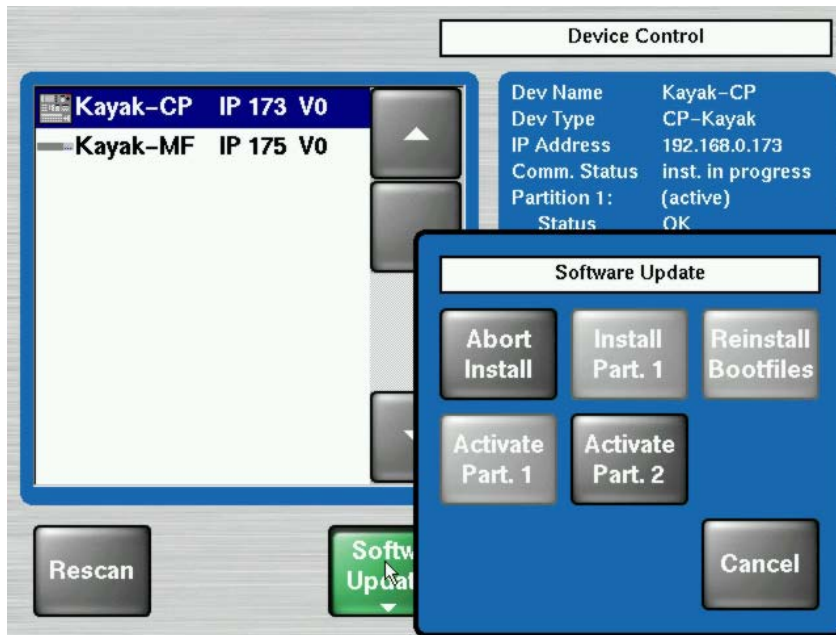 Device Control
Kayak–CP IP 173 V0
Kayak–MF IP 175 V0
Dev Name Kayak–CP
Dev Type CP–Kayak
IP Address 192.168.0.173
Comm. Status inst. in progress
Partition 1: (active)
Status OK
Software Update
Abort
Install
Install
Part. 1
Reinstall
Bootfiles
Activate
Part. 1
Activate
Part. 2
Cancel
Rescan